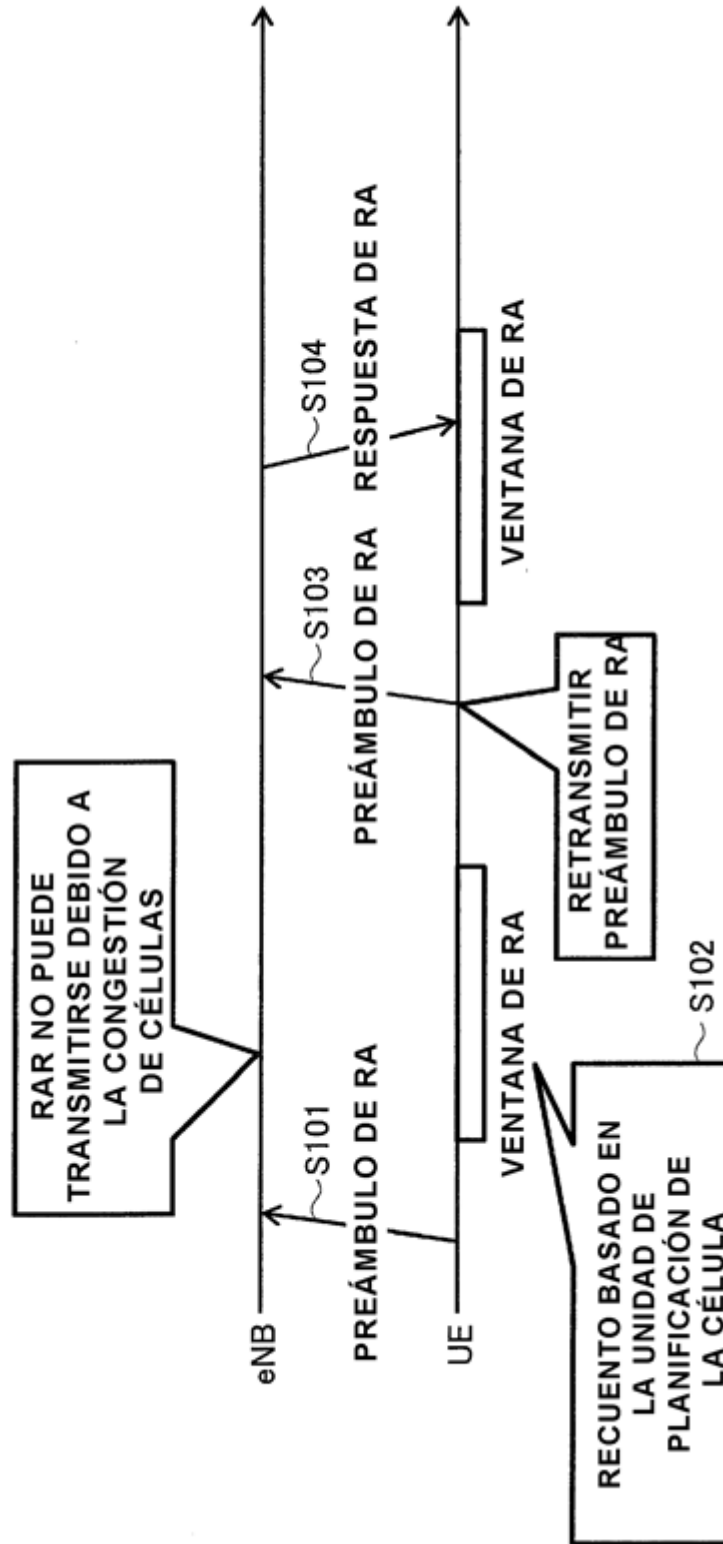 RAR NO PUEDE
TRANSMITIRSE DEBIDO A
LA CONGESTIÓN
DE CÉLULAS
eNB
S101
PREÁMBULO DE RA
S103
PREÁMBULO DE RA
S104
RESPUESTA DE RA
UE
VENTANA DE RA
VENTANA DE RA
RETRANSMITIR
PREÁMBULO DE RA
RECUENTO BASADO EN
LA UNIDAD DE
PLANIFICACIÓN DE
LA CÉLULA
S102